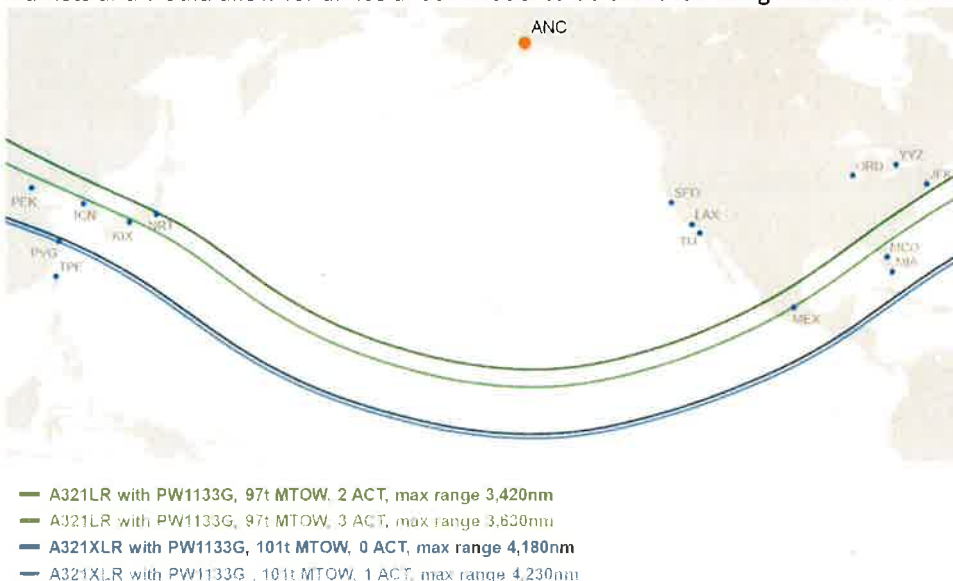 ANC
YYZ
ORD
JFK
SFO
PEK
ICN
LAX
NRT
KIX
PVG
MCO
TPE
MIA
MEX
A321LR with PW1133G, 97t MTOW, 2 ACT, max range 3,420nm
A321LR with PW1133G, 97t MTOW, 3 ACT, max range 3,630nm
A321XLR with PW1133G, 101t MTOW, 0 ACT, max range 4,180nm
A321XLR with PW1133G, 101t MTOW, 1 ACT, max range 4,230nm